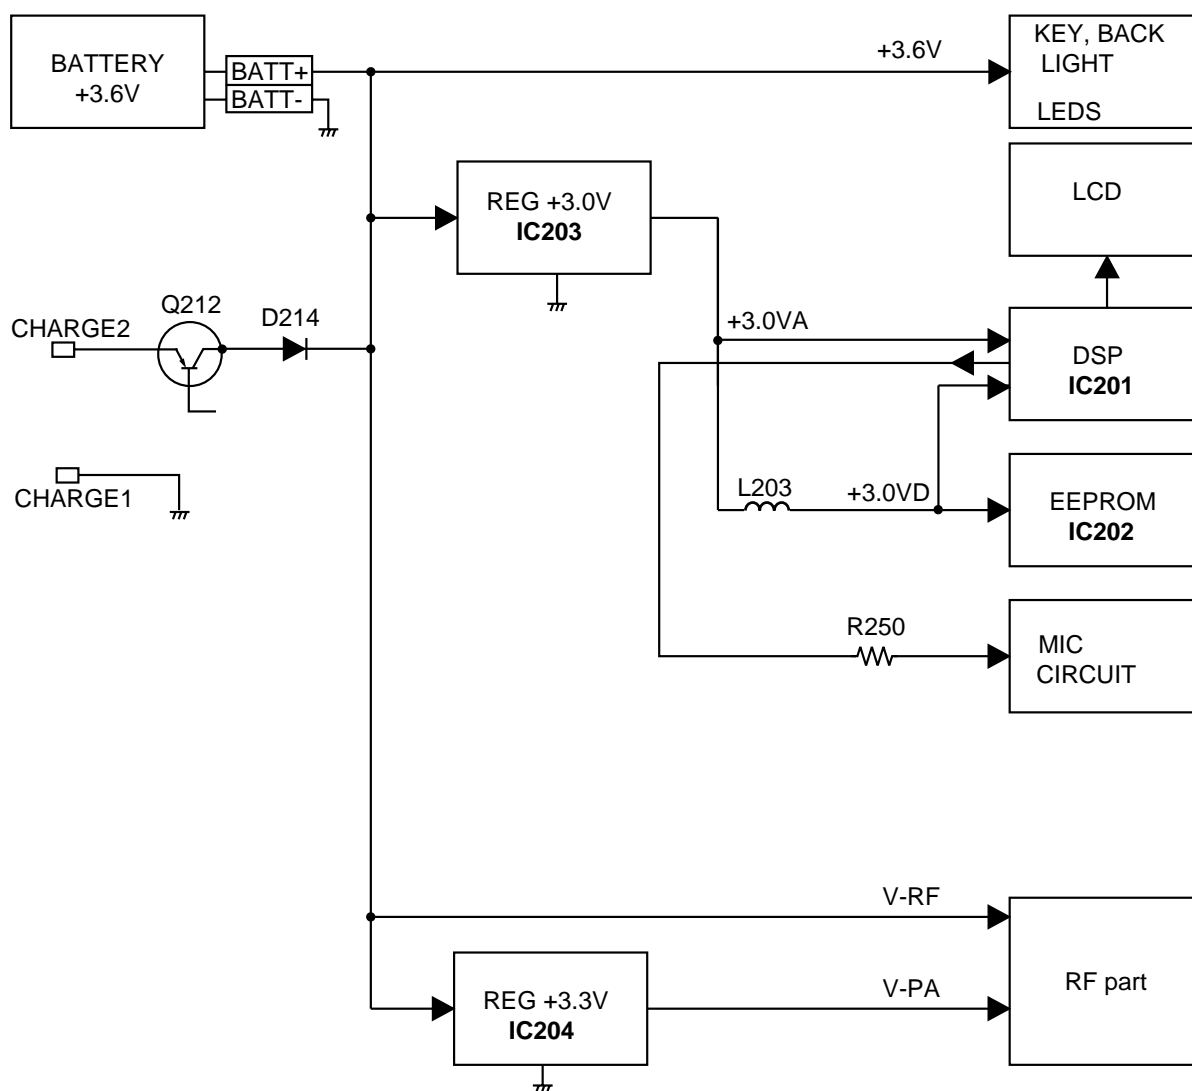 BATTERY
+3.6V
BATT+
BATT-
+3.6V
KEY, BACK
LIGHT
LEDS
REG +3.0V
IC203
LCD
CHARGE2
Q212
D214
+3.0VA
DSP
IC201
CHARGE1
L203
+3.0VD
EEPROM
IC202
R250
MIC
CIRCUIT
V-RF
REG +3.3V
IC204
V-PA
RF part